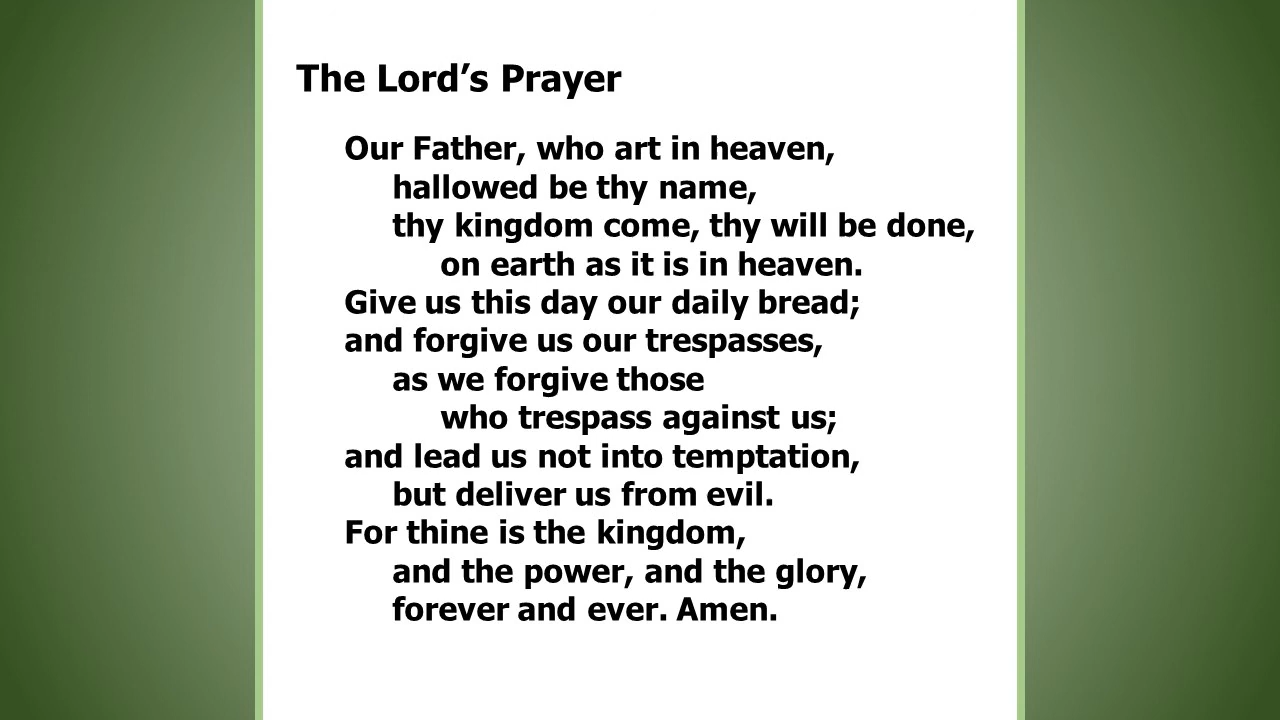 The Lord’s Prayer
Our Father, who art in heaven,
hallowed be thy name,
thy kingdom come, thy will be done,
on earth as it is in heaven.
Give us this day our daily bread;
and forgive us our trespasses,
as we forgive those
who trespass against us;
and lead us not into temptation,
but deliver us from evil.
For thine is the kingdom,
and the power, and the glory,
forever and ever. Amen.